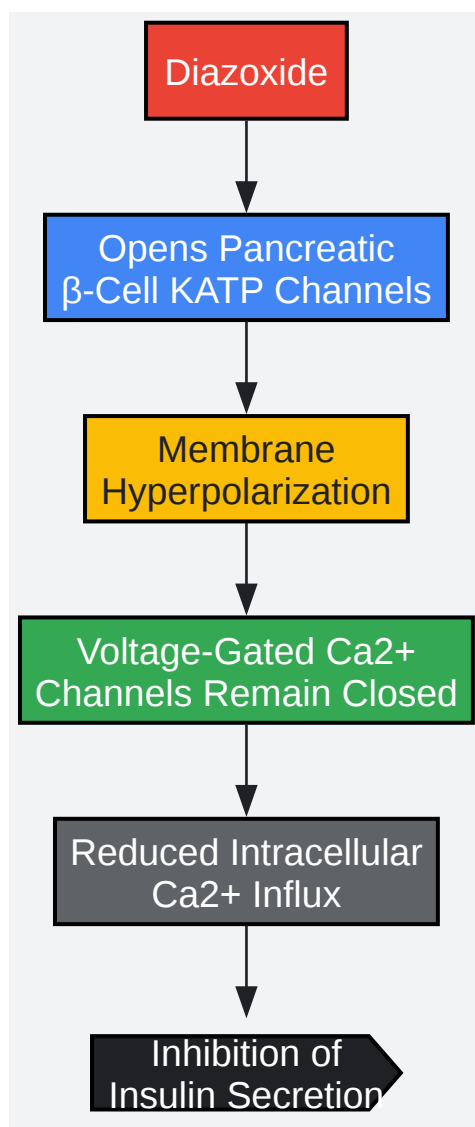 Diazoxide
Opens Pancreatic
β-Cell KATP Channels
Membrane
Hyperpolarization
Voltage-Gated Ca2+
Channels Remain Closed
Reduced Intracellular
Ca2+ Influx
Inhibition of
Insulin Secretion